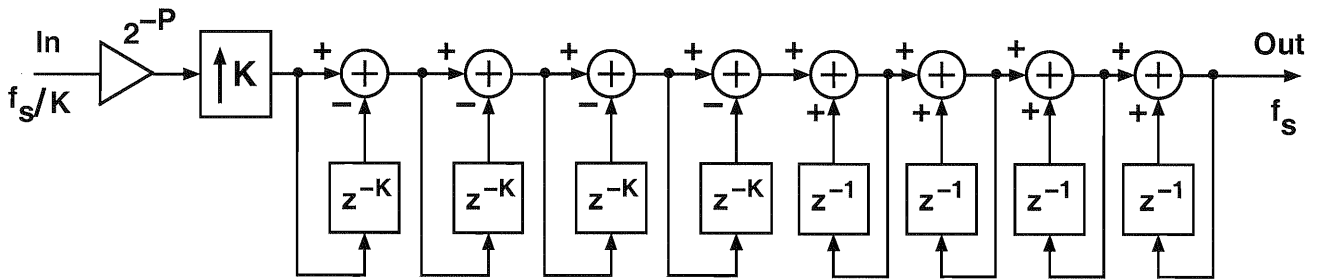 In
2^{-P}
f_s/K
↑K
+ + + + + + + +
+ + + + + + + +
− − − − + + + +
z^{-K} z^{-K} z^{-K} z^{-K} z^{-1} z^{-1} z^{-1} z^{-1}
Out
f_s